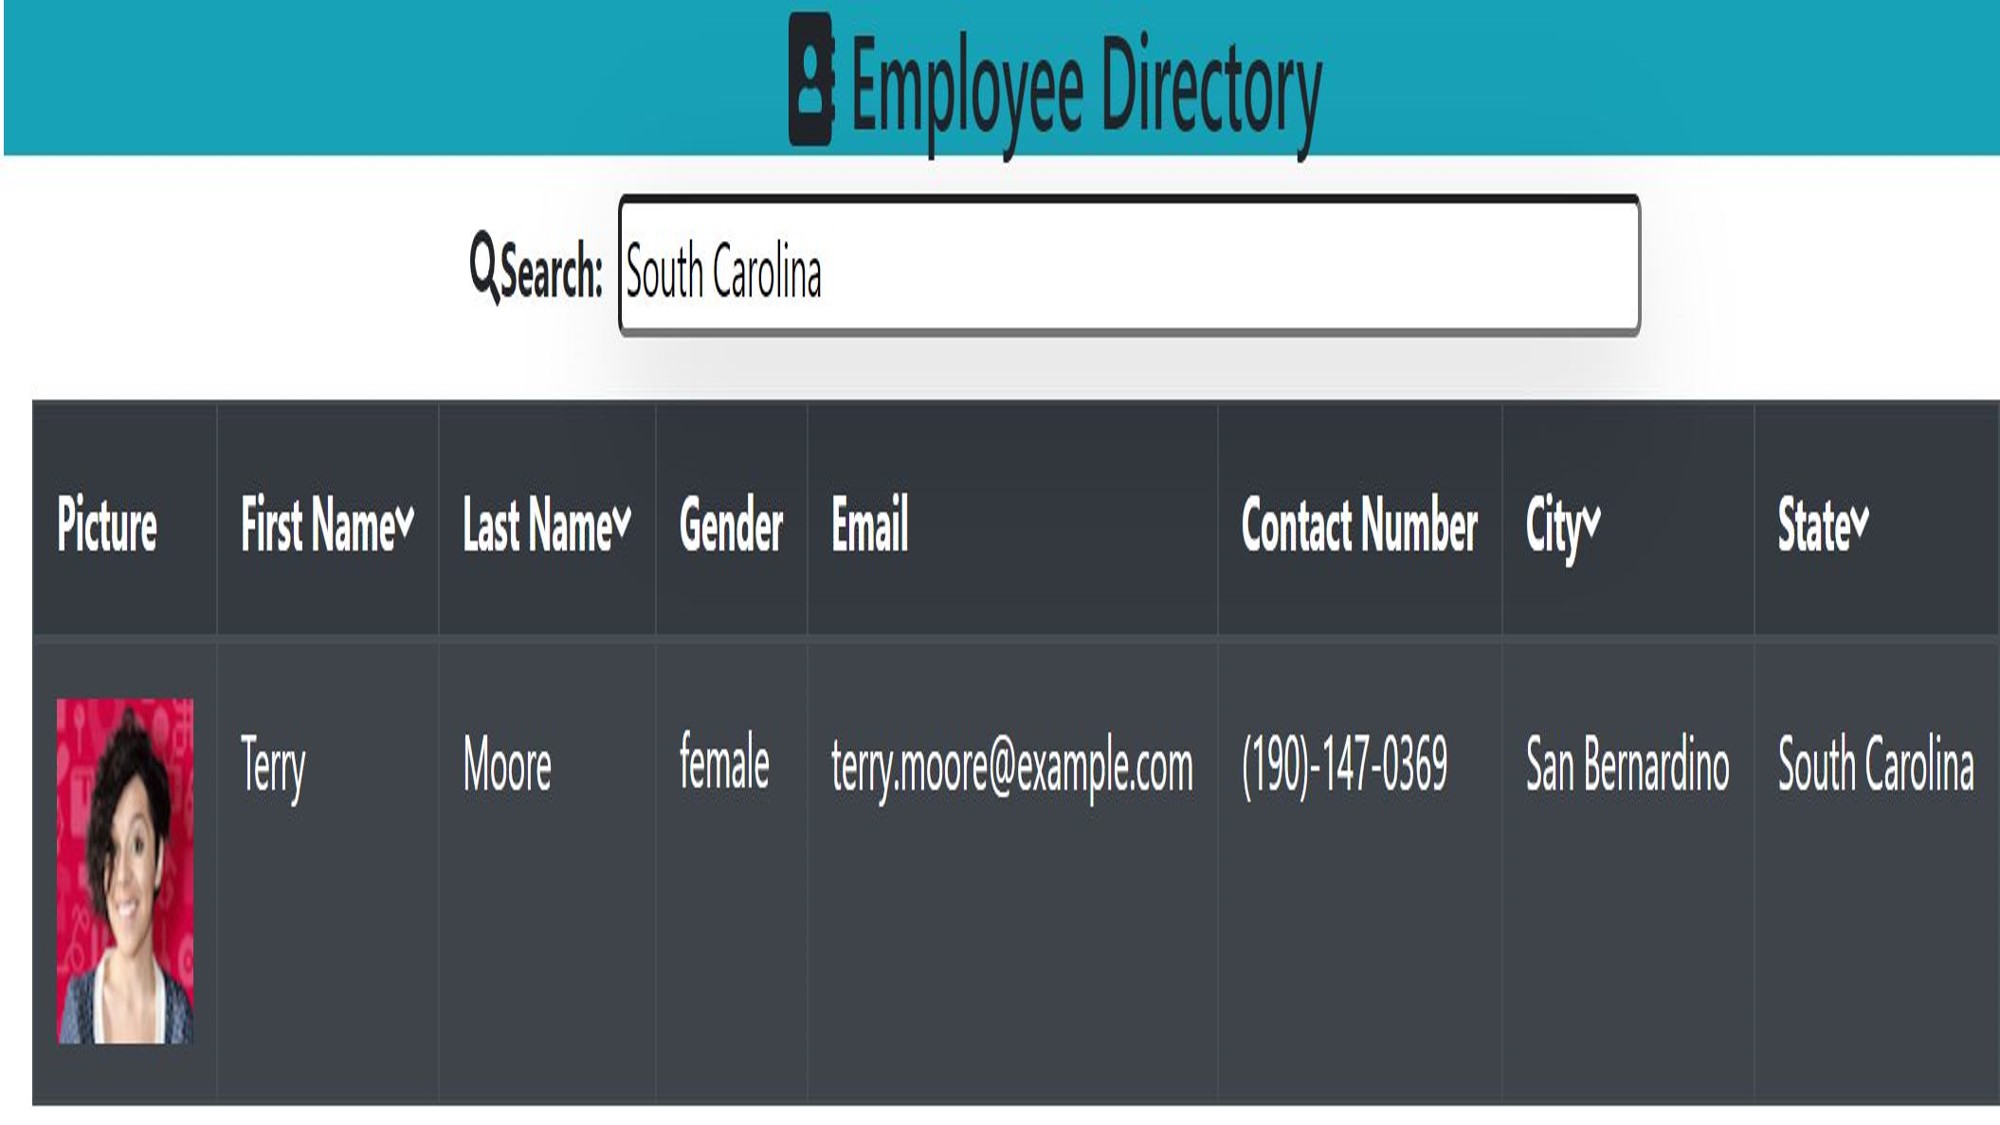 Employee Directory
Search: South Carolina
Picture First Name Last Name Gender Email Contact Number City State
Terry Moore female terry.moore@example.com (190)-147-0369 San Bernardino South Carolina